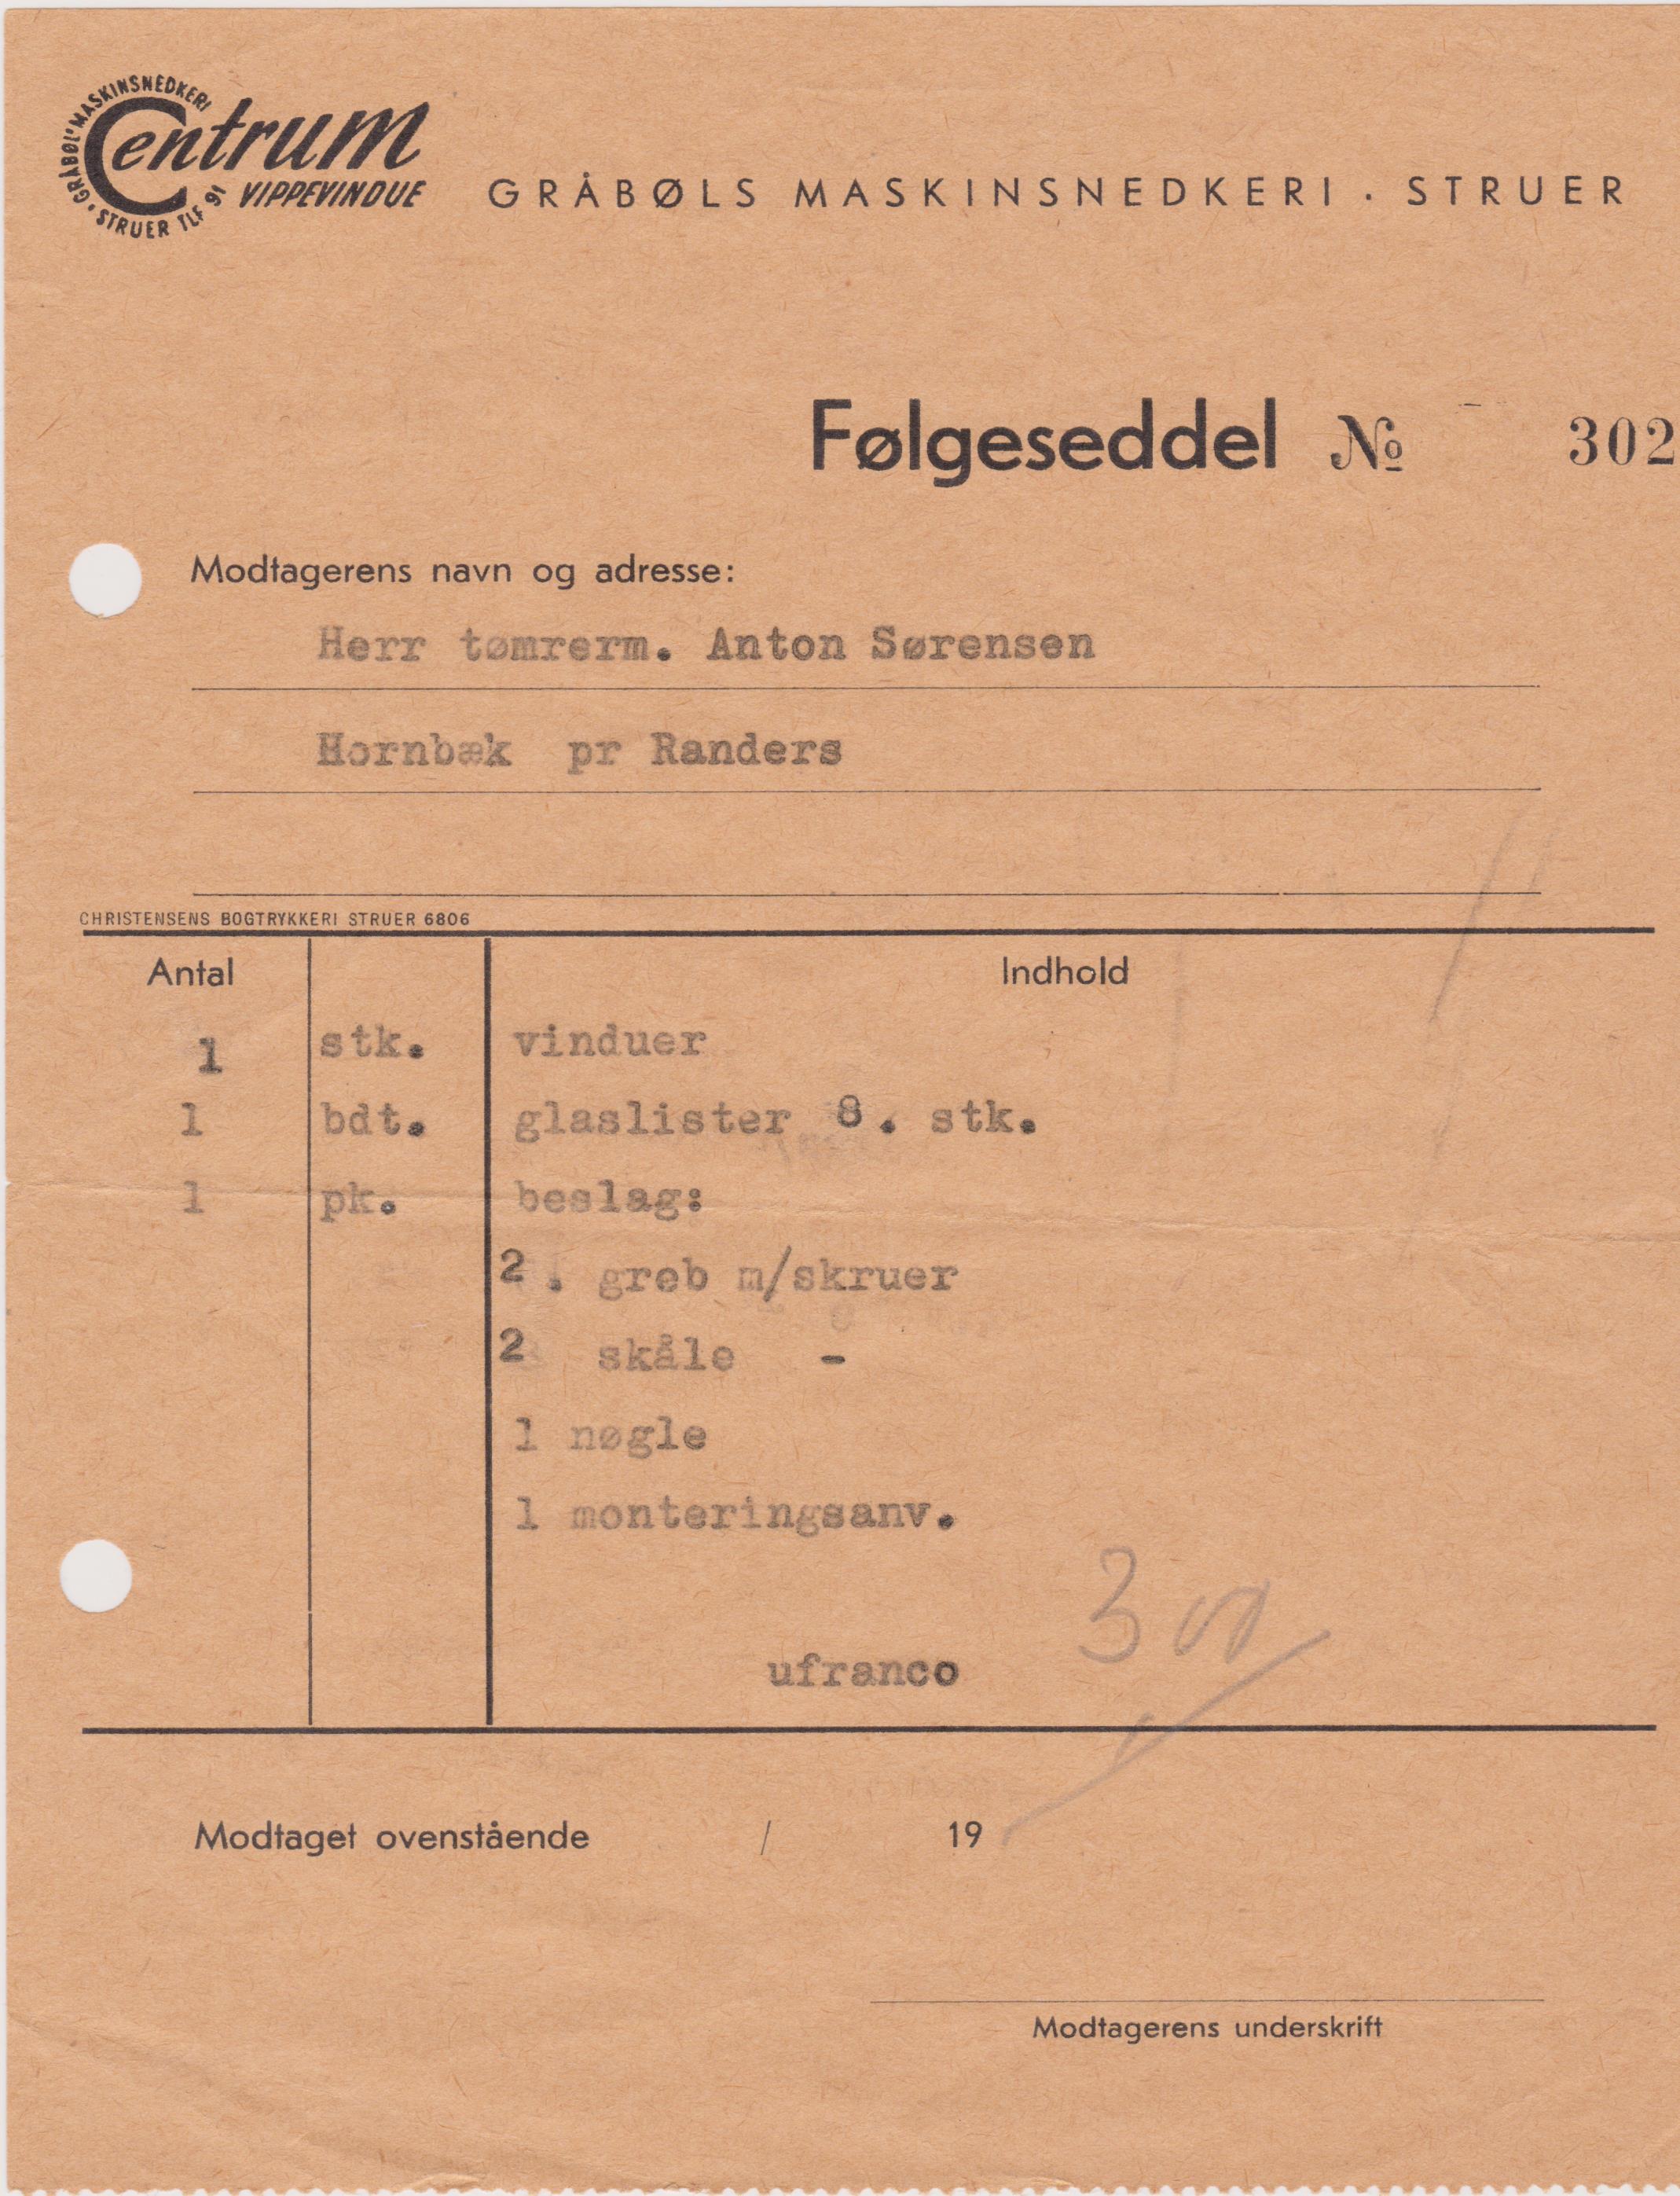 GRÅBØLS MASKINSNEDKERI
Centrum
VIPPEVINDUE
STRUER TLF 91
GRÅBØLS MASKINSNEDKERI · STRUER
Følgeseddel № 302
Modtagerens navn og adresse:
Herr tømrerm. Anton Sørensen
Hornbæk pr Randers
CHRISTENSENS BOGTRYKKERI STRUER 6806
Antal Indhold
1 stk. vinduer
1 bdt. glaslister 8. stk.
1 pk. beslag:
2. greb m/skruer
2 skåle -
1 nøgle
1 monteringsanv.
ufranco
Modtaget ovenstående / 19
Modtagerens underskrift